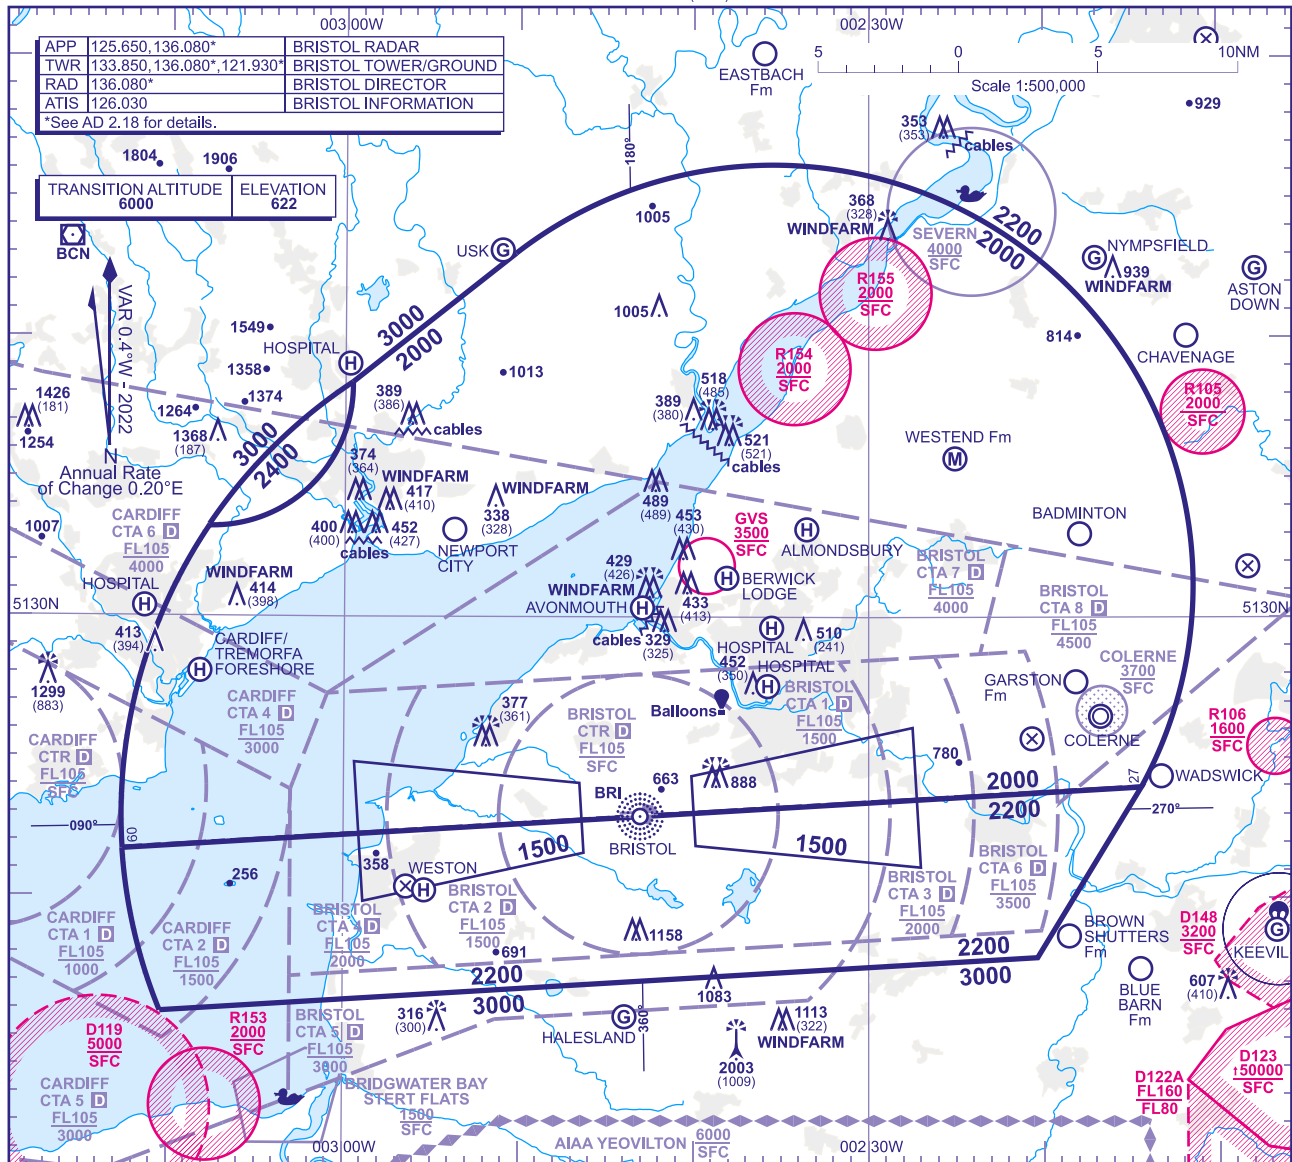 003 00W
002 30W
APP 125.650,136.080* BRISTOL RADAR
TWR 133.850,136.080*,121.930* BRISTOL TOWER/GROUND
RAD 136.080* BRISTOL DIRECTOR
ATIS 126.030 BRISTOL INFORMATION
*See AD 2.18 for details.
5 0 5 10NM
Scale 1:500,000
EASTBACH
Fm
929
353
(353)
cables
180°
1804
1906
TRANSITION ALTITUDE
6000
ELEVATION
622
BCN
1005
368
(328)
WINDFARM
SEVERN
4000
SFC
2200
2000
USK G
G NYMPSFIELD
939
WINDFARM
G
ASTON
DOWN
VAR 0.4°W - 2022
N
Annual Rate
of Change 0.20°E
R155
2000
SFC
1005
3000
2000
1549
HOSPITAL
H
814
CHAVENAGE
R154
2000
SFC
1358
1013
R105
2000
SFC
1426
(181)
1254
1374
1264
1368
(187)
389
(386)
cables
518
(485)
389
(380)
521
(521)
cables
3000
2400
WESTEND Fm
M
374
(364)
WINDFARM
417
(410)
WINDFARM
338
(328)
489
(489)
CARDIFF
CTA 6 D
FL105
4000
1007
400
(400)
452
(427)
cables
NEWPORT
CITY
453
(430)
GVS
3500
SFC
H
ALMONDSBURY
BADMINTON
BRISTOL
CTA 7 D
FL105
4000
429
(426)
WINDFARM
AVONMOUTH H
433
(413)
H BERWICK
LODGE
BRISTOL
CTA 8 D
FL105
4500
HOSPITAL
H
WINDFARM
414
(398)
5130N
5130N
413
(394)
CARDIFF/
TREMORFA
FORESHORE
H
cables 329
(325)
H
HOSPITAL
510
(241)
452
(350)
HOSPITAL
H
1299
(883)
CARDIFF
CTA 4 D
FL105
3000
377
(361)
BRISTOL
CTR D
FL105
SFC
Balloons
BRISTOL
CTA 1 D
FL105
1500
GARSTON
Fm
COLERNE
3700
SFC
COLERNE
R106
1600
SFC
CARDIFF
CTR D
FL105
SFC
780
663
888
BRI
2000
2200
27
WADSWICK
270°
090°
09
1500
BRISTOL
1500
358
WESTON
H
256
BRISTOL
CTA 2 D
FL105
1500
BRISTOL
CTA 3 D
FL105
2000
BRISTOL
CTA 6 D
FL105
3500
CARDIFF
CTA 1 D
FL105
1000
CARDIFF
CTA 2 D
FL105
1500
BRISTOL
CTA 4 D
FL105
2000
1158
691
BROWN
SHUTTERS
Fm
D148
3200
SFC
G
KEEVIL
2200
3000
2200
3000
1083
BLUE
BARN
Fm
607
(410)
D119
5000
SFC
R153
2000
SFC
BRISTOL
CTA 5 D
FL105
3000
316
(300)
HALESLAND G
360°
1113
(322)
WINDFARM
2003
(1009)
CARDIFF
CTA 5 D
FL105
3000
BRIDGWATER BAY
STERT FLATS
1500
SFC
D122A
FL160
FL80
D123
↑50000
SFC
AIAA YEOVILTON 6000
SFC
003 00W
002 30W